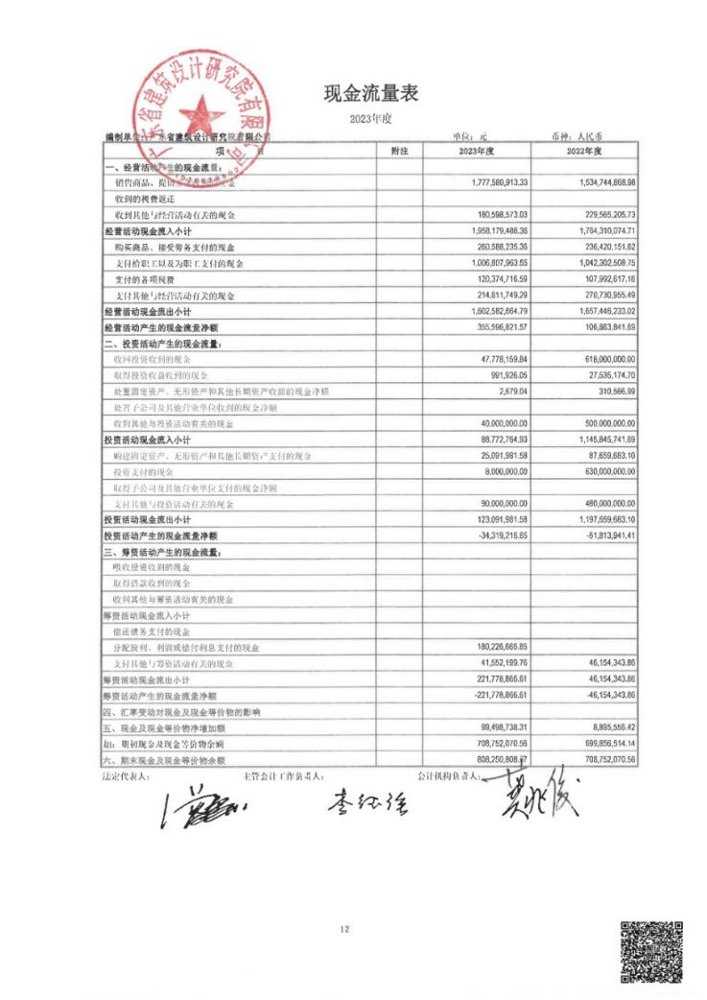 现金流量表
2023年度
广东省建筑设计研究院有限公司
编制单位：广东省建筑设计研究院有限公司 单位：元 币种：人民币
项 目 附注 2023年度 2022年度
一、经营活动产生的现金流量：
销售商品、提供 1,777,580,913.33 1,534,744,868.98
收到的税费返还
收到其他与经营活动有关的现金 180,598,573.03 229,565,205.73
经营活动现金流入小计 1,958,179,486.36 1,764,310,074.71
购买商品、接受劳务支付的现金 260,588,235.36 236,420,151.62
支付给职工以及为职工支付的现金 1,006,807,963.55 1,042,302,508.75
支付的各项税费 120,374,716.59 107,992,617.16
支付其他与经营活动有关的现金 214,811,749.29 270,730,955.49
经营活动现金流出小计 1,602,582,664.79 1,657,446,233.02
经营活动产生的现金流量净额 355,596,821.57 106,863,841.69
二、投资活动产生的现金流量：
收回投资收到的现金 47,778,159.84 618,000,000.00
取得投资收益收到的现金 991,926.05 27,535,174.70
处置固定资产、无形资产和其他长期资产收回的现金净额 2,679.04 310,566.99
处置子公司及其他营业单位收到的现金净额
收到其他与投资活动有关的现金 40,000,000.00 500,000,000.00
投资活动现金流入小计 88,772,764.93 1,145,845,741.69
购建固定资产、无形资产和其他长期资产支付的现金 25,091,981.58 87,659,683.10
投资支付的现金 8,000,000.00 630,000,000.00
取得子公司及其他营业单位支付的现金净额
支付其他与投资活动有关的现金 90,000,000.00 480,000,000.00
投资活动现金流出小计 123,091,981.58 1,197,659,683.10
投资活动产生的现金流量净额 -34,319,216.65 -51,813,941.41
三、筹资活动产生的现金流量：
吸收投资收到的现金
取得借款收到的现金
收到其他与筹资活动有关的现金
筹资活动现金流入小计
偿还债务支付的现金
分配股利、利润或偿付利息支付的现金 180,226,666.85
支付其他与筹资活动有关的现金 41,552,199.76 46,154,343.86
筹资活动现金流出小计 221,778,866.61 46,154,343.86
筹资活动产生的现金流量净额 -221,778,866.61 -46,154,343.86
四、汇率变动对现金及现金等价物的影响
五、现金及现金等价物净增加额 99,498,738.31 8,895,556.42
加：期初现金及现金等价物余额 708,752,070.56 699,856,514.14
六、期末现金及现金等价物余额 808,250,808.87 708,752,070.56
法定代表人： 主管会计工作负责人： 会计机构负责人：
12